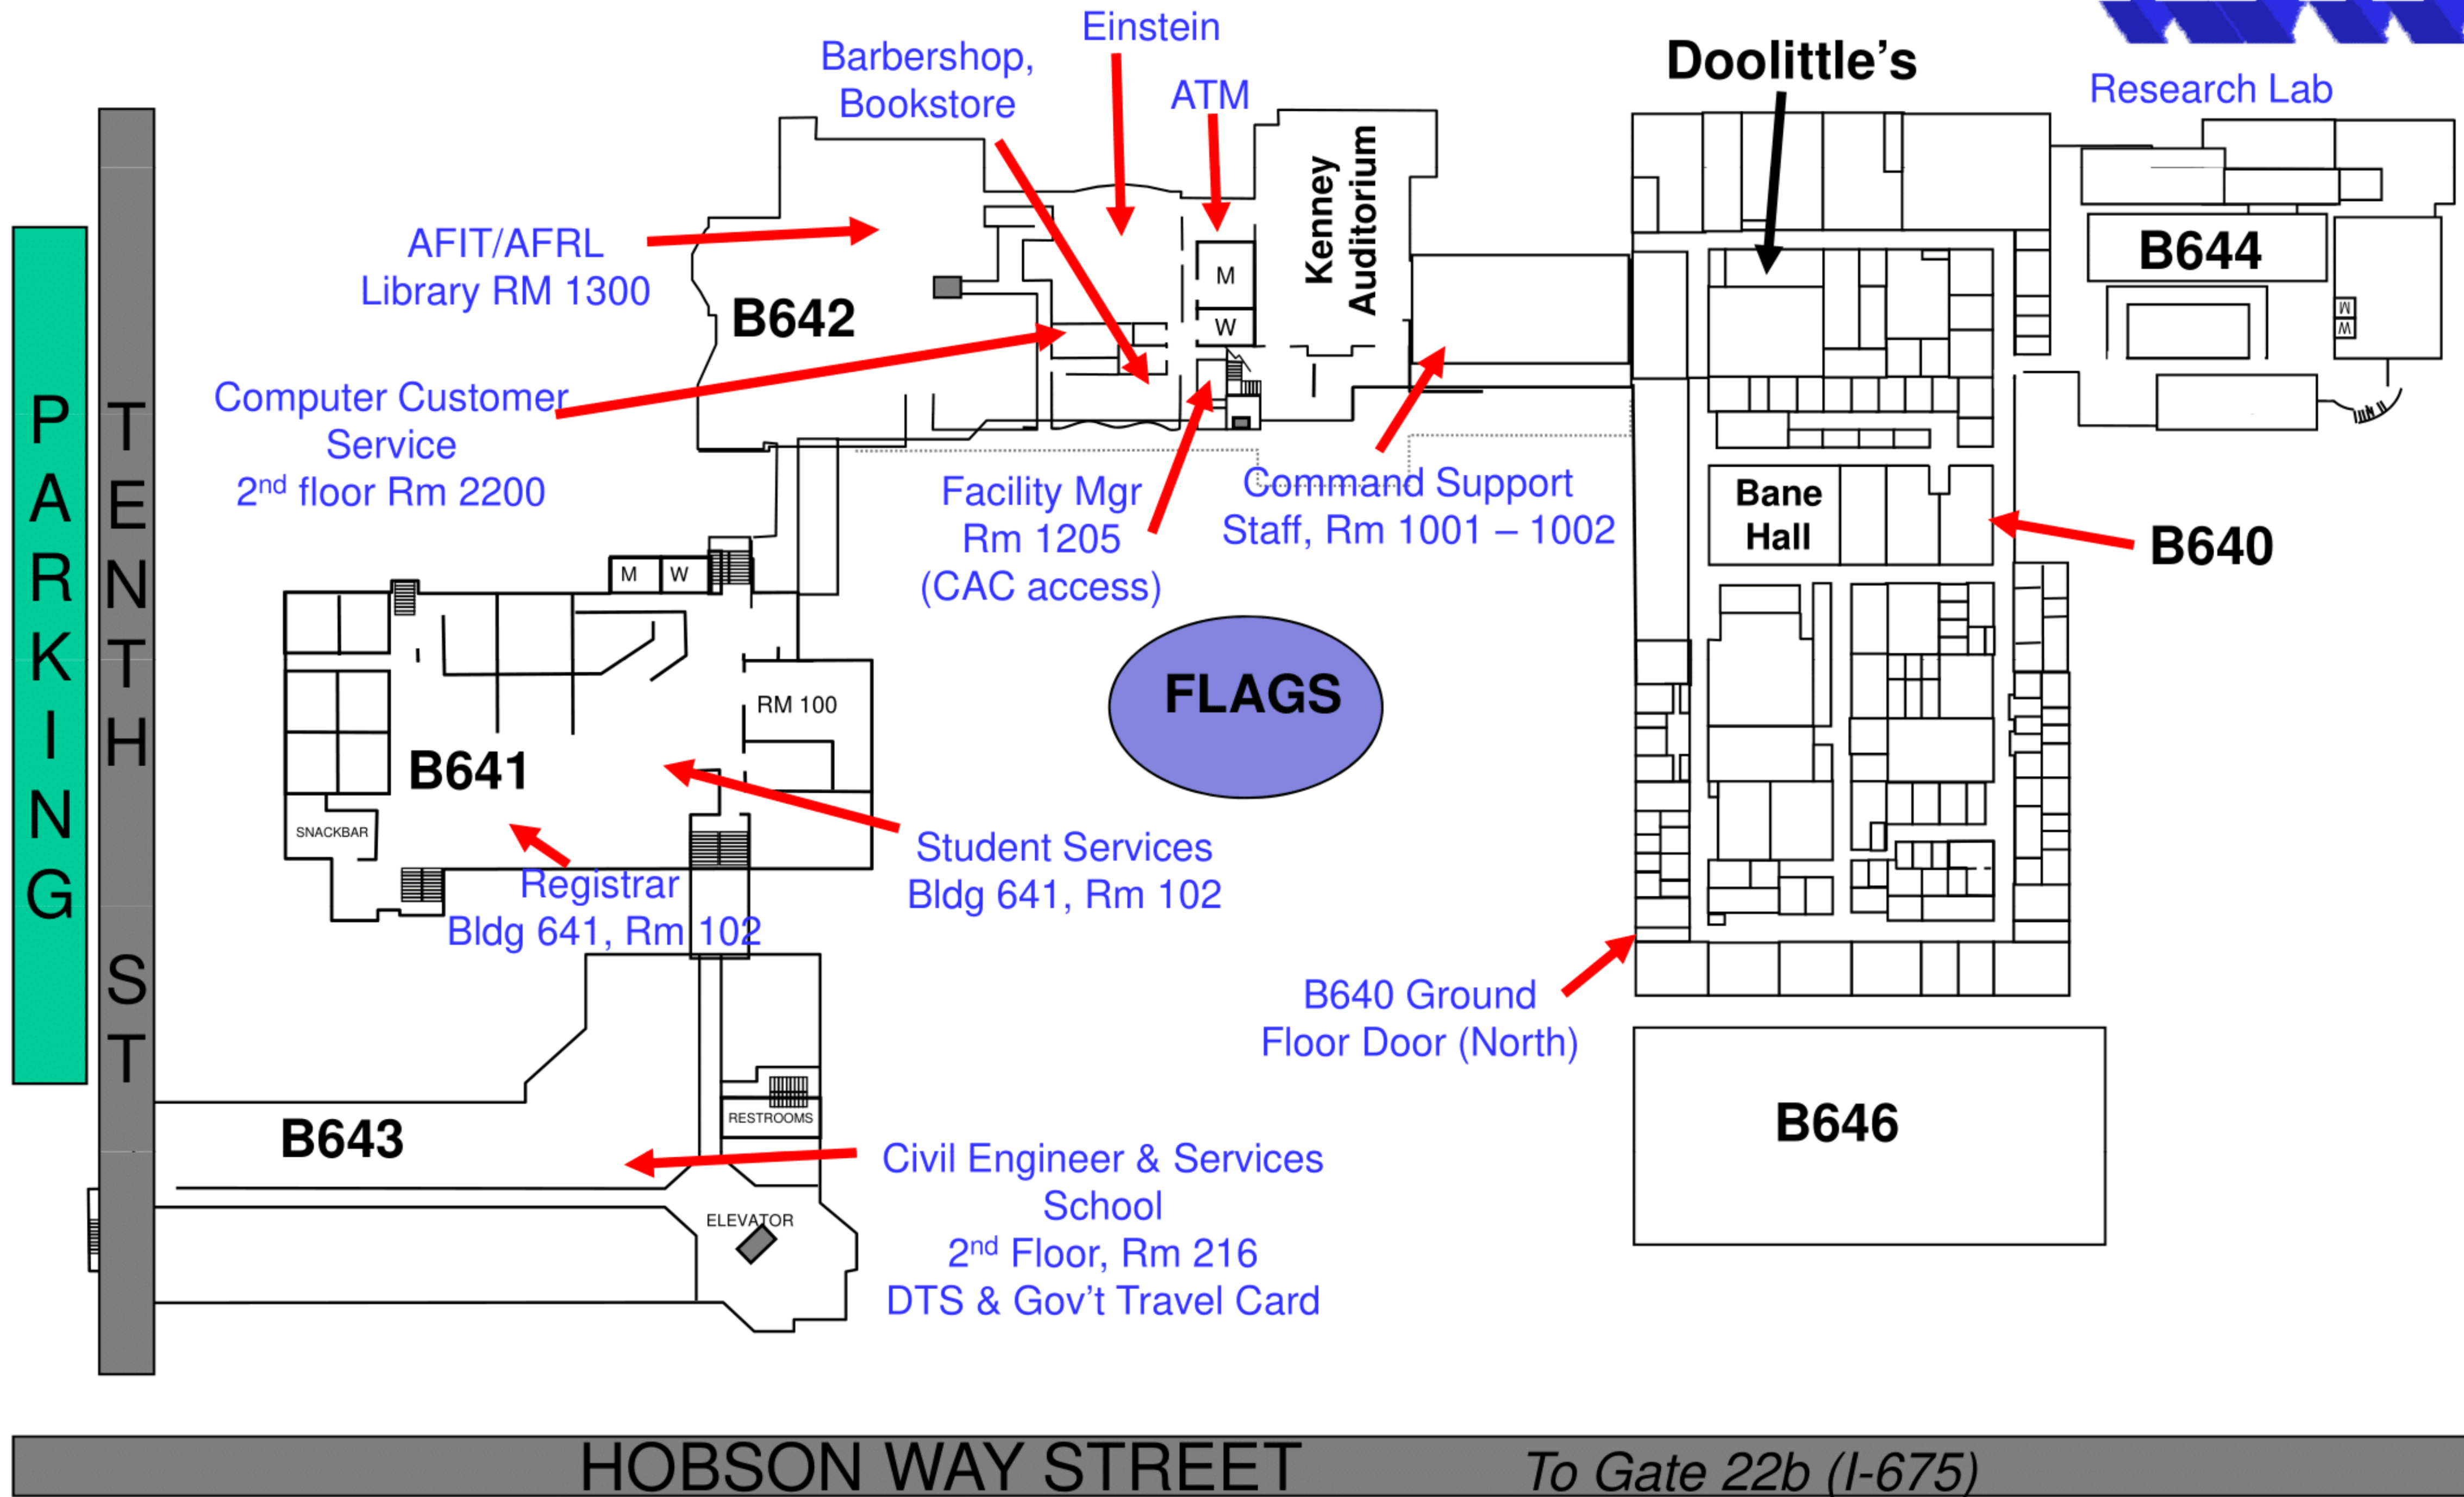 Einstein
Barbershop,
Bookstore
ATM
Doolittle's
Research Lab
Kenney
Auditorium
AFIT/AFRL
Library RM 1300
B642
M
W
B644
M
W
Computer Customer
Service
2nd floor Rm 2200
Facility Mgr
Rm 1205
(CAC access)
Command Support
Staff, Rm 1001 – 1002
Bane
Hall
B640
PARKING
TENTH ST
M
W
RM 100
FLAGS
B641
SNACKBAR
Student Services
Bldg 641, Rm 102
Registrar
Bldg 641, Rm 102
B640 Ground
Floor Door (North)
B646
RESTROOMS
B643
Civil Engineer & Services
School
2nd Floor, Rm 216
DTS & Gov't Travel Card
ELEVATOR
HOBSON WAY STREET
To Gate 22b (I-675)